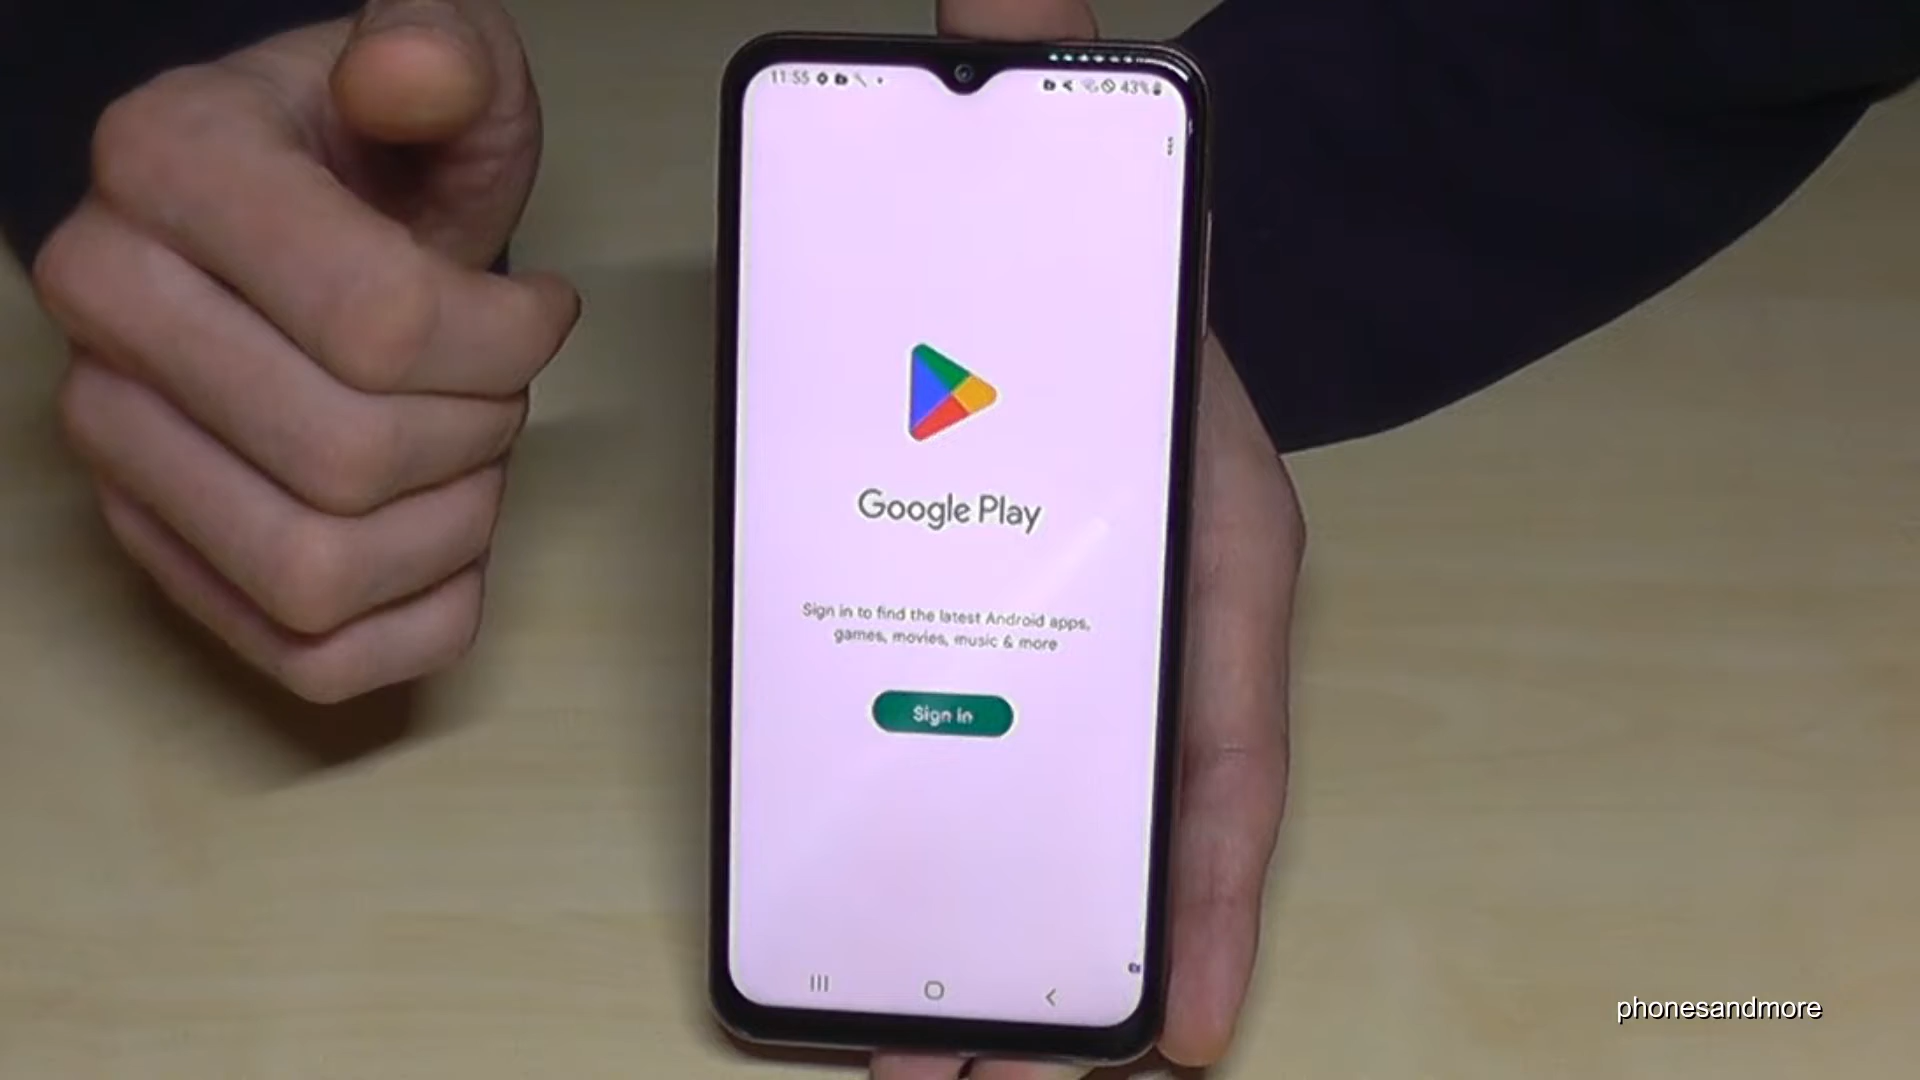 11:55
43%
Google Play
Sign in to find the latest Android apps,
games, movies, music & more
Sign in
phonesandmore